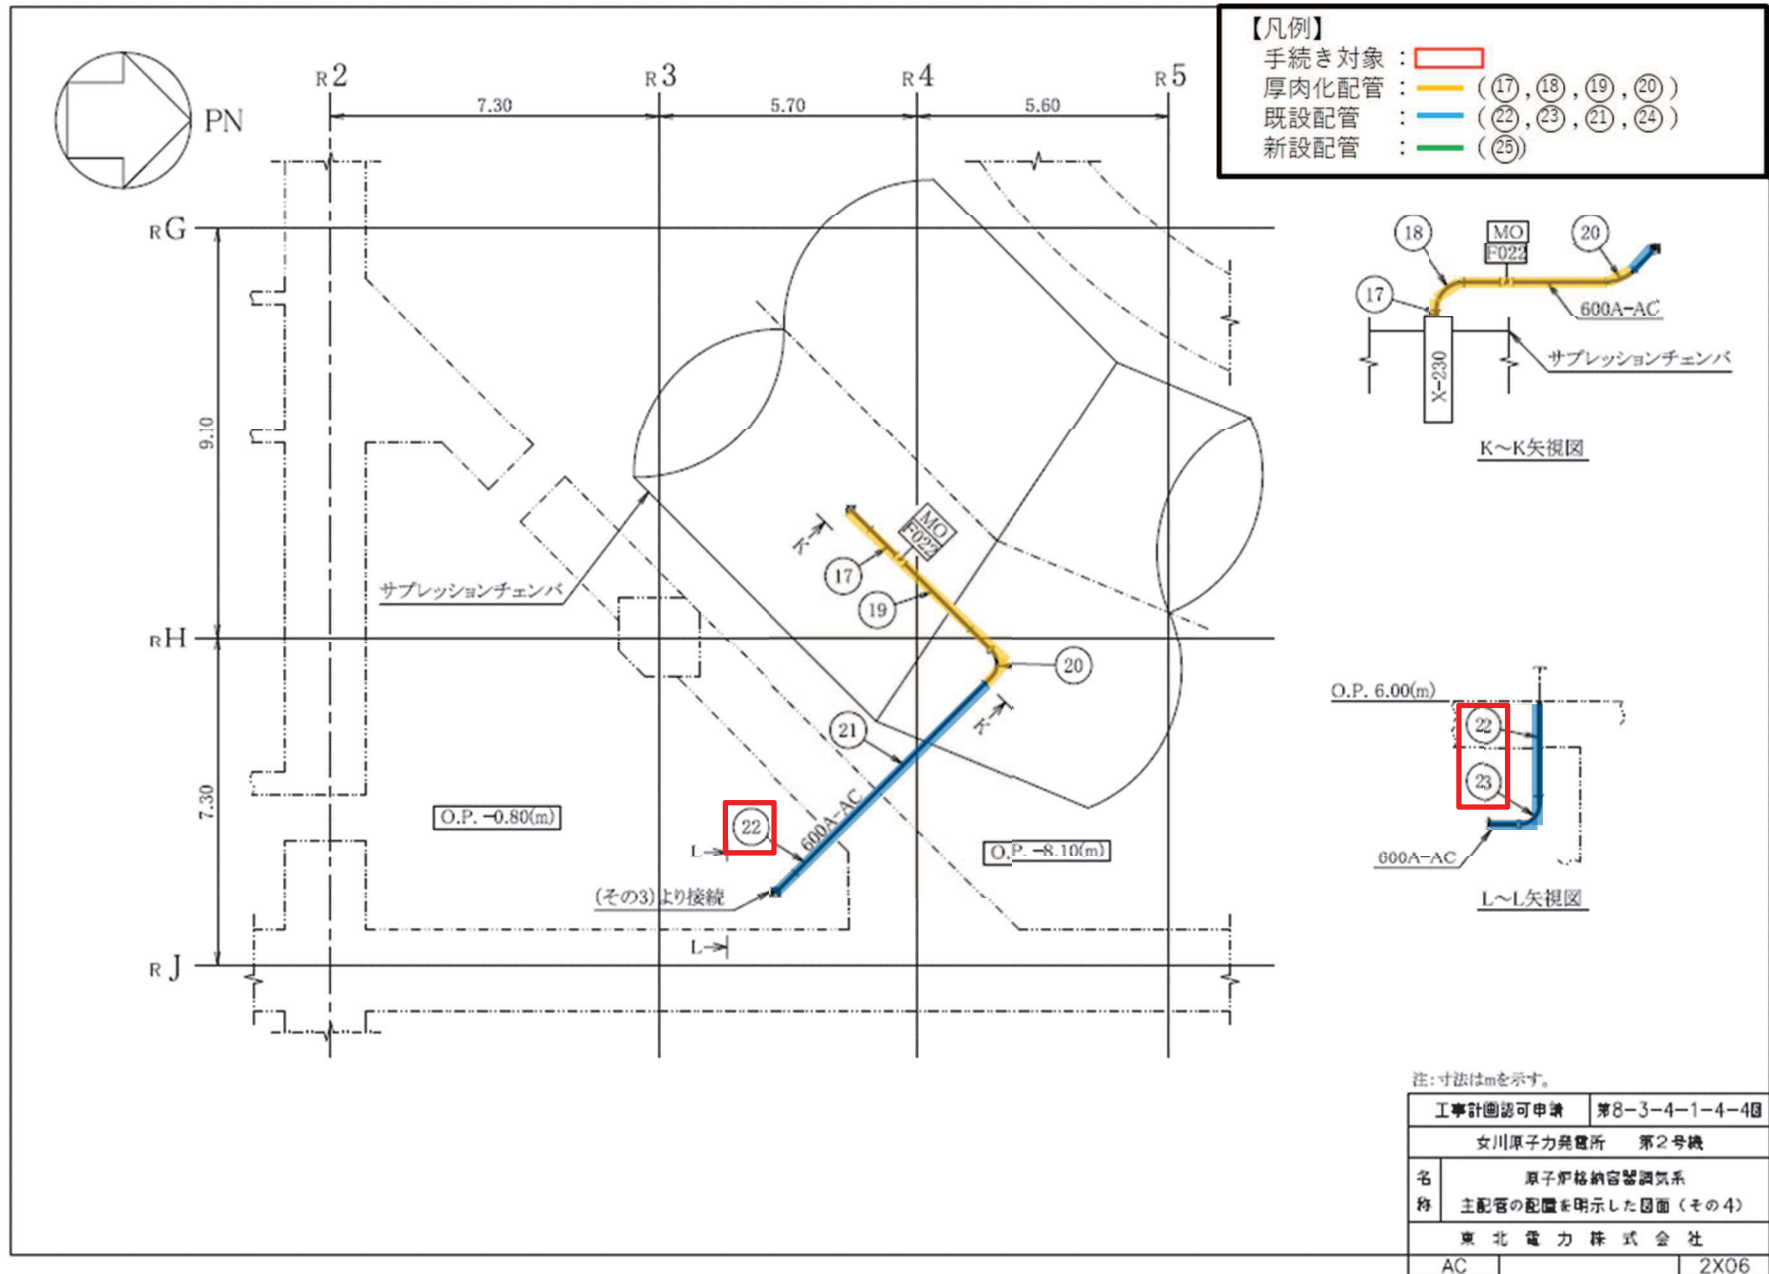 【凡例】
手続き対象 :
厚肉化配管 : (⑰,⑱,⑲,⑳)
既設配管 : (㉒,㉓,㉑,㉔)
新設配管 : (㉕)
PN
R2 R3 R4 R5
7.30 5.70 5.60
RG
9.10
RH
7.30
RJ
サプレッションチェンバ
MO
F022
K
⑰
⑲
⑳
K
㉑
㉒
600A-AC
O.P. -0.80(m)
O.P. -8.10(m)
L
(その3)より接続
L
⑱
MO
F022
⑳
⑰
600A-AC
サプレッションチェンバ
X-230
K～K矢視図
O.P. 6.00(m)
㉒
㉓
600A-AC
L～L矢視図
注:寸法はmを示す。
工事計画認可申請 第8-3-4-1-4-4図
女川原子力発電所 第2号機
名称 原子炉格納容器調気系
主配管の配置を明示した図面(その4)
東北電力株式会社
AC 2X06